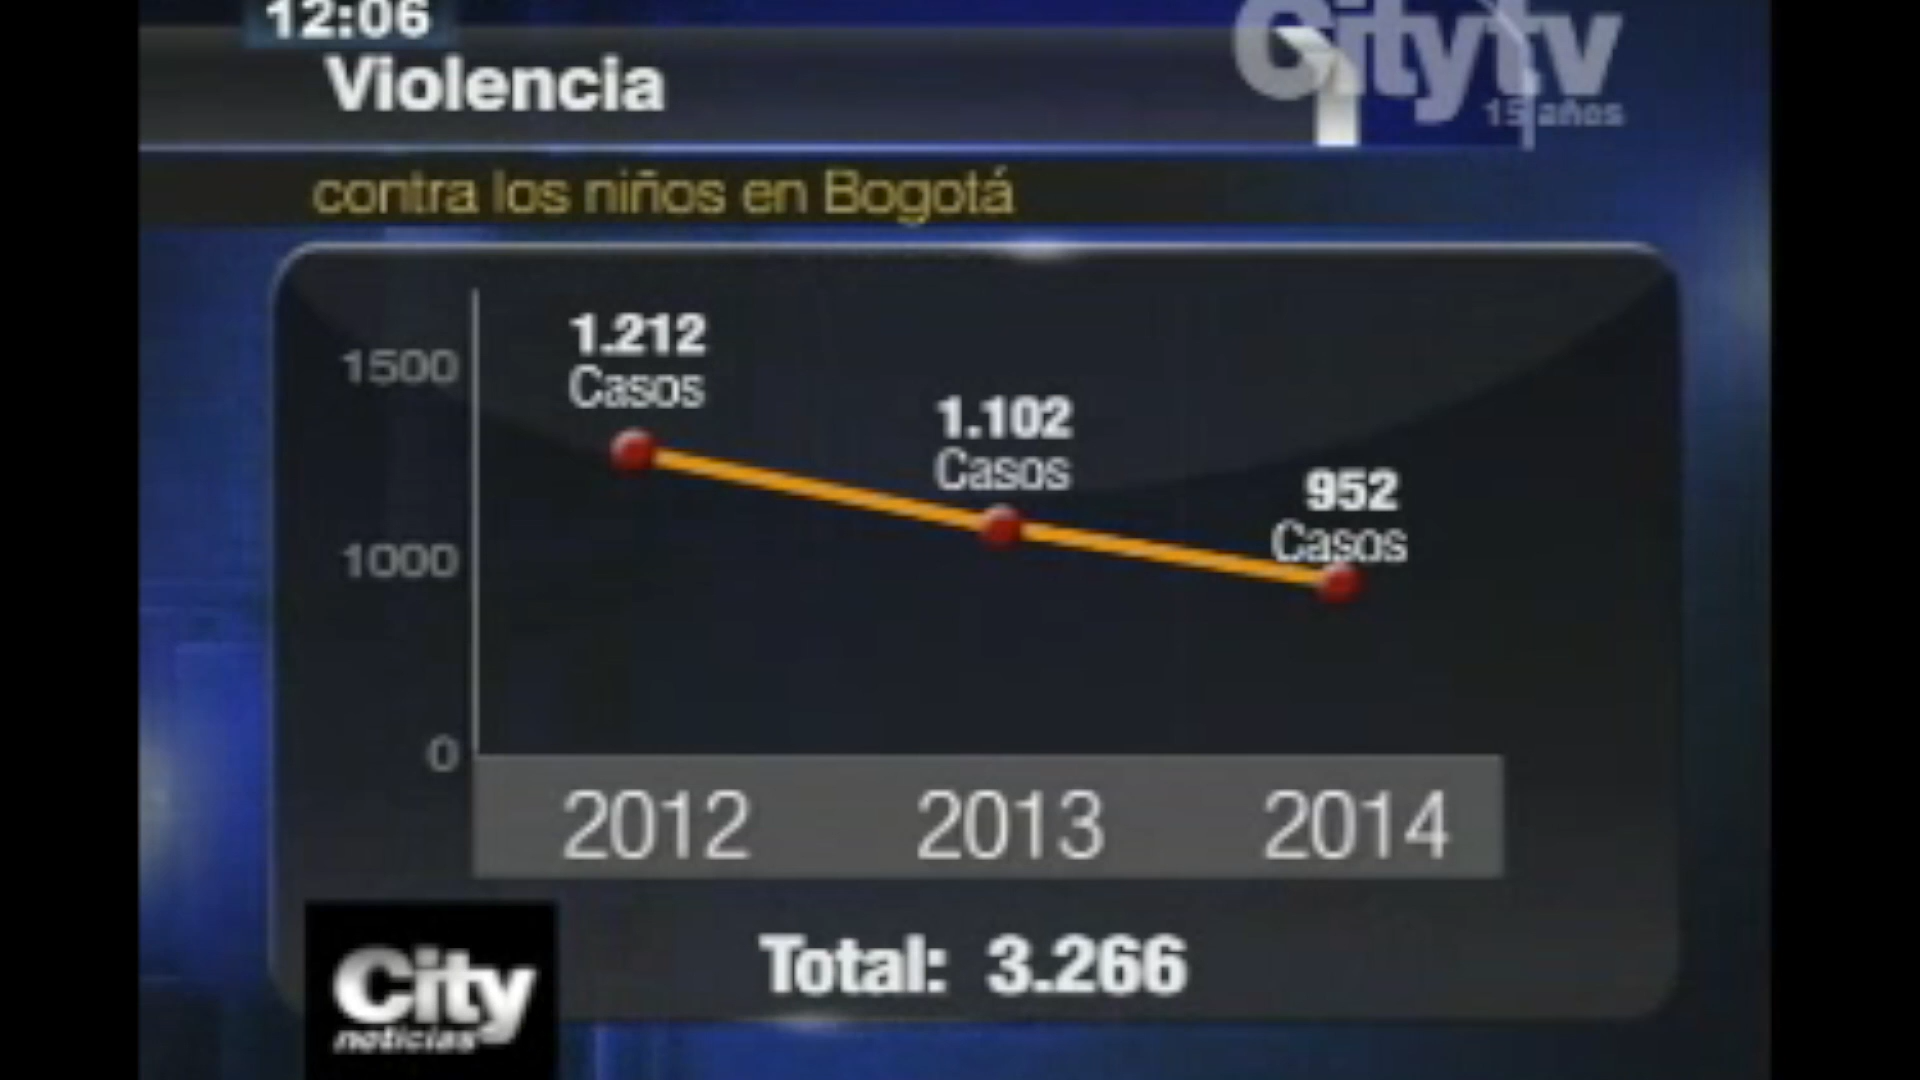 12:06
Citytv
15 años
Violencia
contra los niños en Bogotá
1500
1000
0
1.212
Casos
1.102
Casos
952
Casos
2012 2013 2014
Total: 3.266
City
noticias